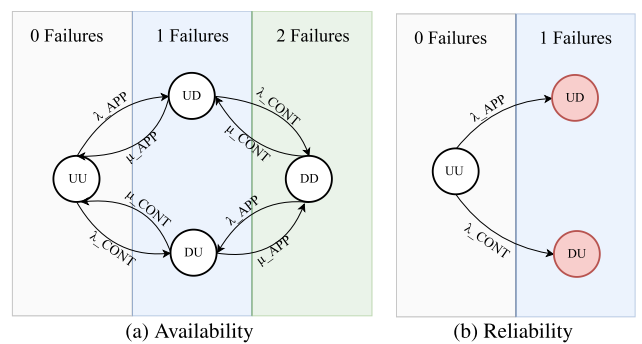 0 Failures
1 Failures
2 Failures
λ_APP
UD
λ_CONT
μ_APP
μ_CONT
UU
DD
μ_CONT
λ_APP
λ_CONT
DU
μ_APP
(a) Availability
0 Failures
1 Failures
λ_APP
UD
UU
λ_CONT
DU
(b) Reliability